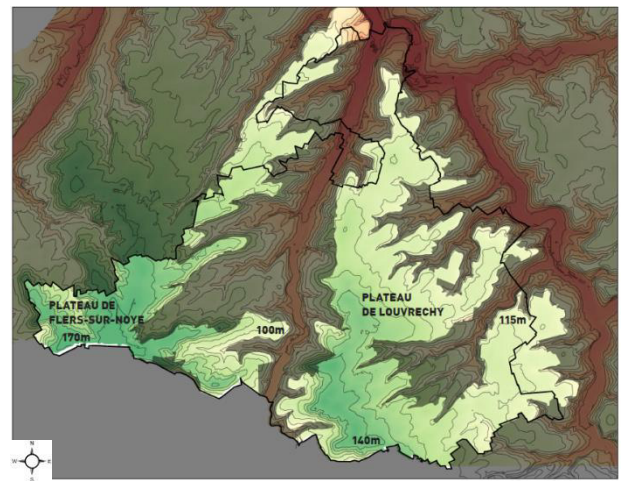 PLATEAU DE
FLERS-SUR-NOYE
170m
100m
PLATEAU
DE LOUVRECHY
115m
140m
N
W
E
S